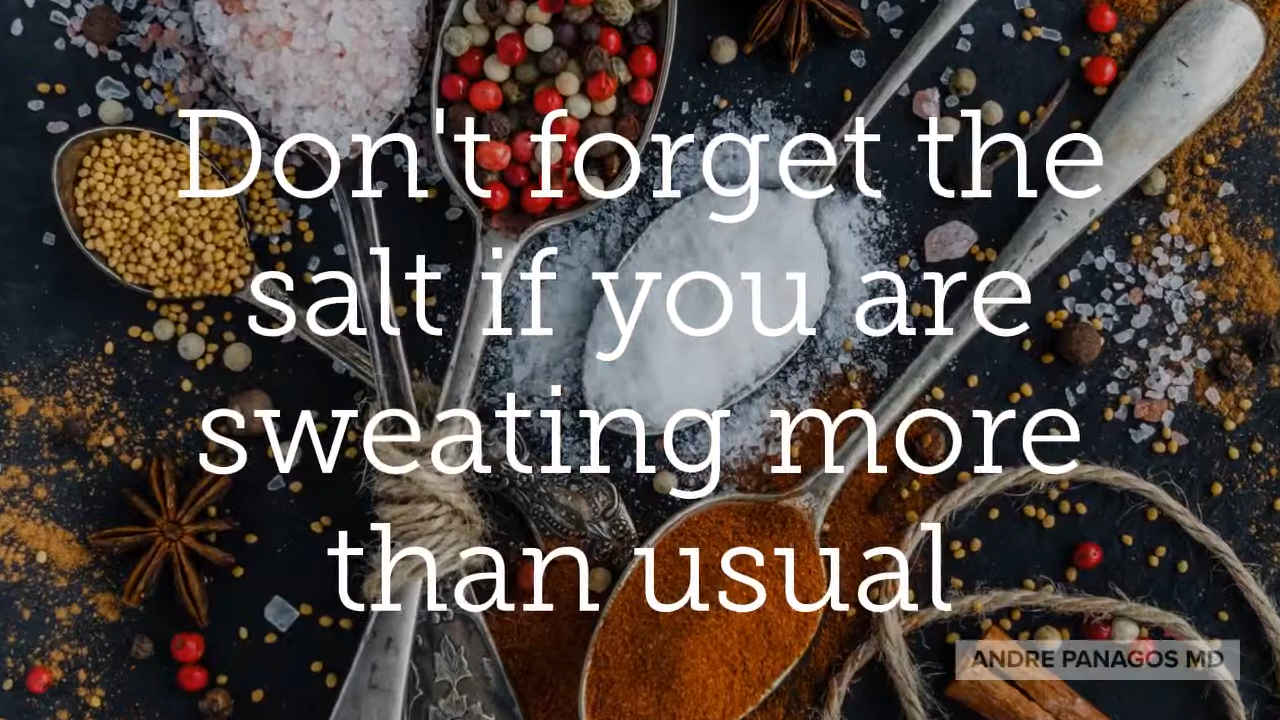 Don't forget the
salt if you are
sweating more
than usual
ANDRE PANAGOS MD